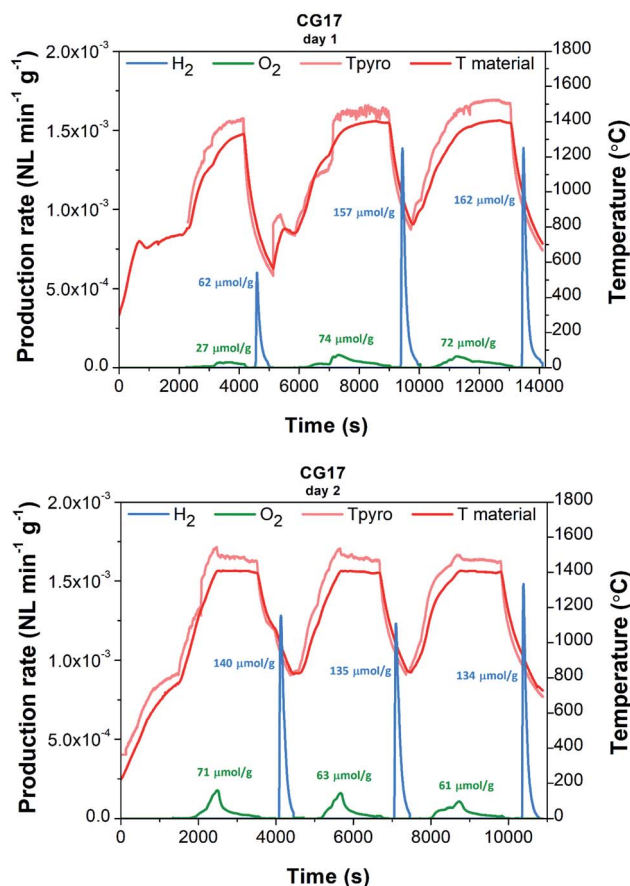 CG17
day 1
H2 O2 Tpyro T material
Production rate (NL min-1 g-1)
2.0x10-3
1.5x10-3
1.0x10-3
5.0x10-4
0.0
62 μmol/g
157 μmol/g
162 μmol/g
27 μmol/g
74 μmol/g
72 μmol/g
1800
1600
1400
1200
1000
800
600
400
200
0
Temperature (°C)
0 2000 4000 6000 8000 10000 12000 14000
Time (s)
CG17
day 2
H2 O2 Tpyro T material
Production rate (NL min-1 g-1)
2.0x10-3
1.5x10-3
1.0x10-3
5.0x10-4
0.0
140 μmol/g
135 μmol/g
134 μmol/g
71 μmol/g
63 μmol/g
61 μmol/g
1800
1600
1400
1200
1000
800
600
400
200
0
Temperature (°C)
0 2000 4000 6000 8000 10000
Time (s)